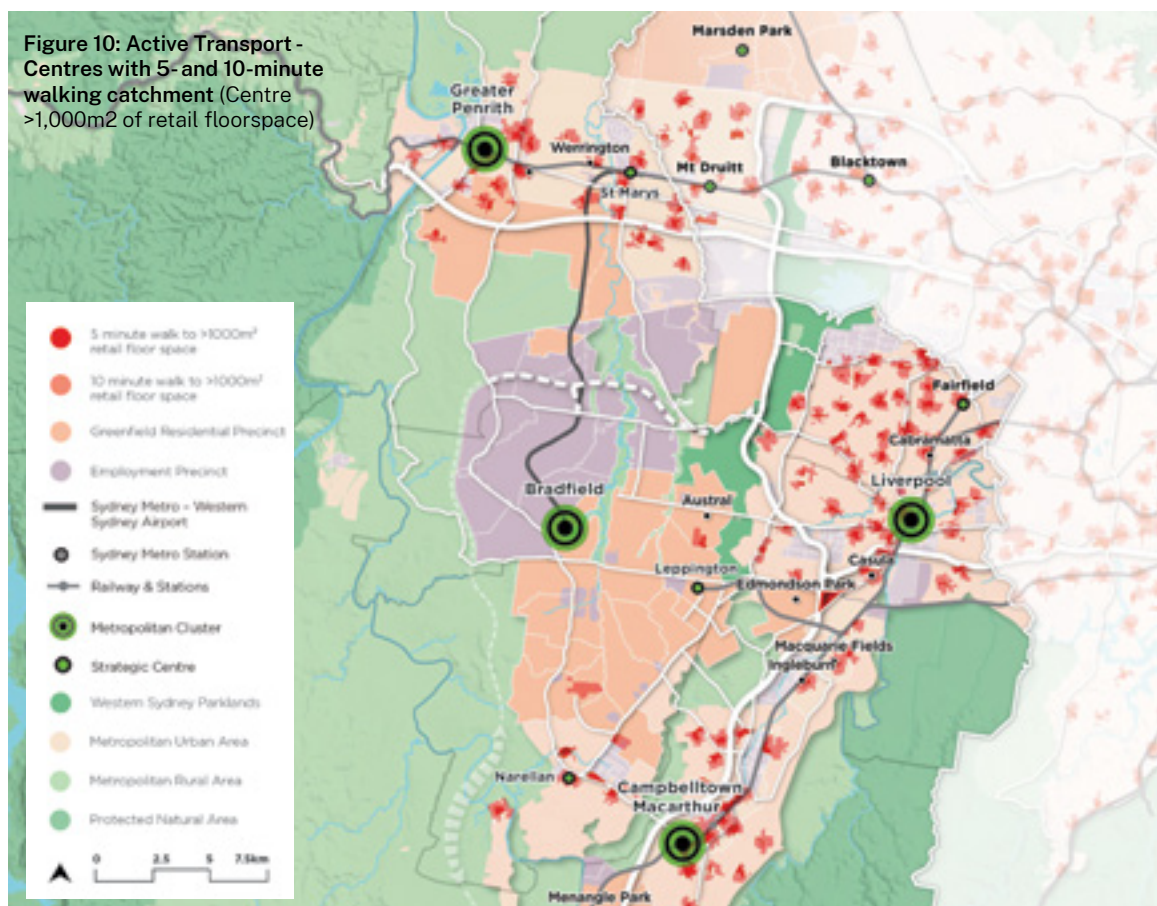 Figure 10: Active Transport -
Centres with 5- and 10-minute
walking catchment (Centre
>1,000m2 of retail floorspace)
Marsden Park
Greater
Penrith
Werrington
St Marys
Mt Druitt
Blacktown
Fairfield
Cabramatta
Liverpool
Bradfield
Austral
Casula
Leppington
Edmondson Park
Macquarie Fields
Ingleburn
Narellan
Campbelltown
Macarthur
Menangle Park
5 minute walk to >1000m²
retail floor space
10 minute walk to >1000m²
retail floor space
Greenfield Residential Precinct
Employment Precinct
Sydney Metro – Western
Sydney Airport
Sydney Metro Station
Railway & Stations
Metropolitan Cluster
Strategic Centre
Western Sydney Parklands
Metropolitan Urban Area
Metropolitan Rural Area
Protected Natural Area
0 2.5 5 7.5km